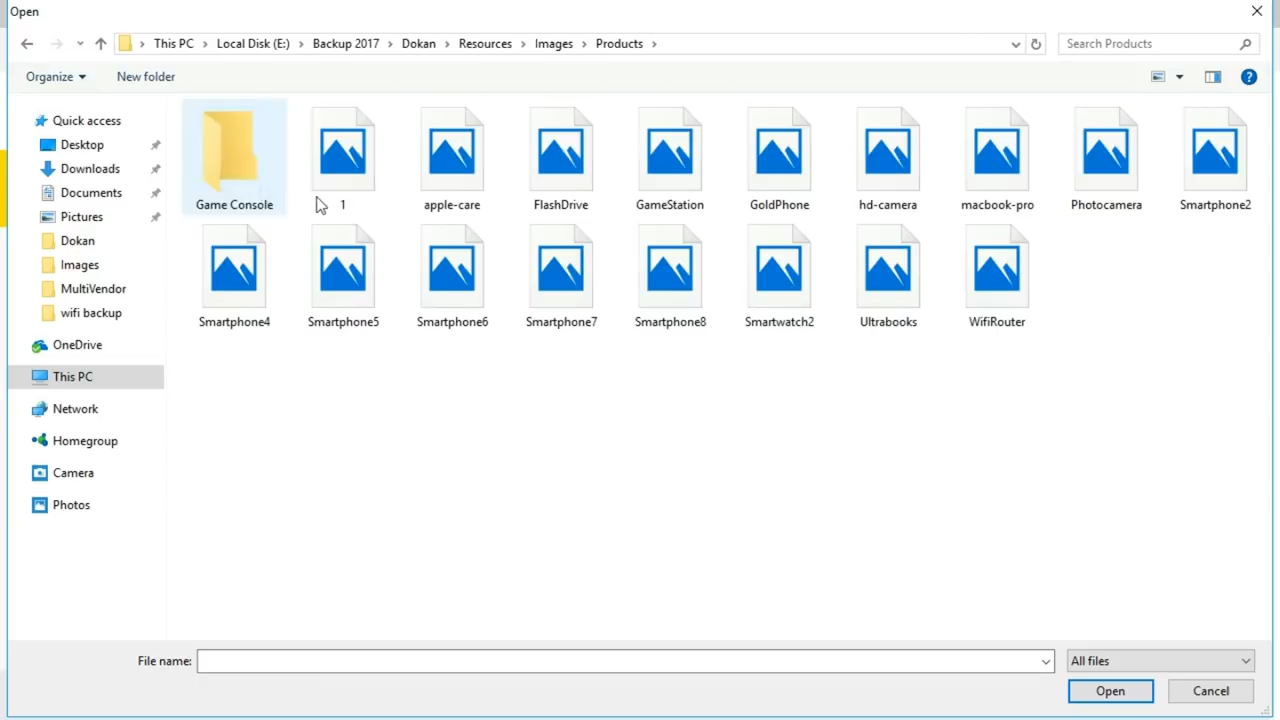 Open
This PC Local Disk (E:) Backup 2017 Dokan Resources Images Products
Search Products
Organize New folder
Quick access
Desktop
Downloads
Documents
Pictures
Dokan
Images
MultiVendor
wifi backup
OneDrive
This PC
Network
Homegroup
Camera
Photos
Game Console 1 apple-care FlashDrive GameStation GoldPhone hd-camera macbook-pro Photocamera Smartphone2
Smartphone4 Smartphone5 Smartphone6 Smartphone7 Smartphone8 Smartwatch2 Ultrabooks WifiRouter
File name: All files
Open Cancel